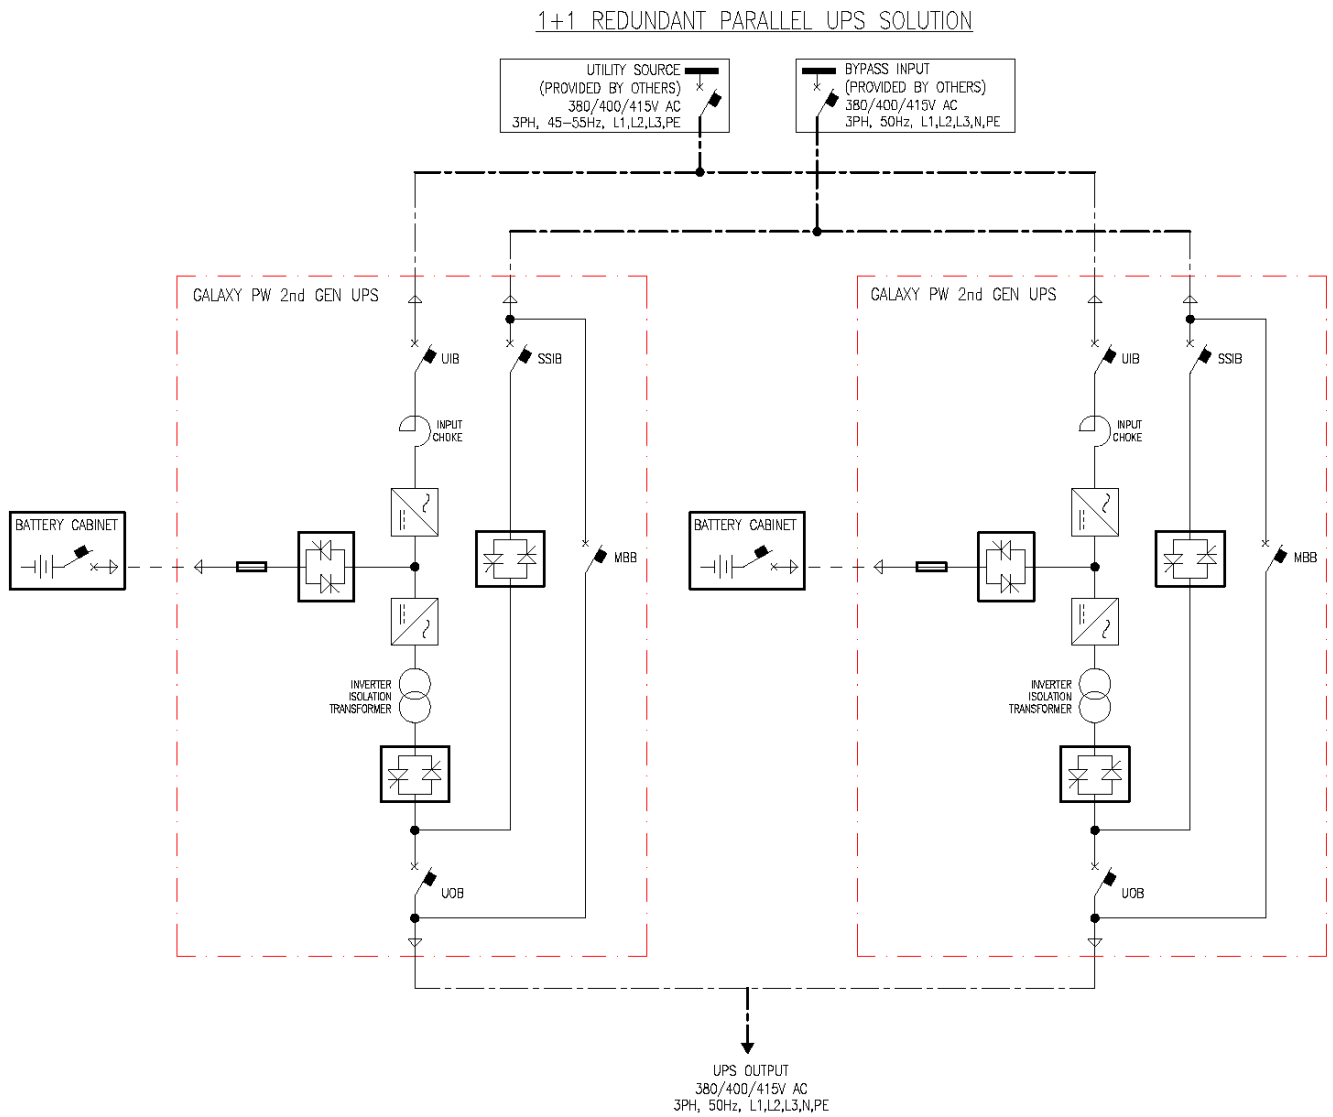 1+1 REDUNDANT PARALLEL UPS SOLUTION
UTILITY SOURCE
(PROVIDED BY OTHERS)
380/400/415V AC
3PH, 45-55Hz, L1,L2,L3,PE
BYPASS INPUT
(PROVIDED BY OTHERS)
380/400/415V AC
3PH, 50Hz, L1,L2,L3,N,PE
GALAXY PW 2nd GEN UPS
UIB
SSIB
INPUT
CHOKE
BATTERY CABINET
MBB
INVERTER
ISOLATION
TRANSFORMER
UOB
GALAXY PW 2nd GEN UPS
UIB
SSIB
INPUT
CHOKE
BATTERY CABINET
MBB
INVERTER
ISOLATION
TRANSFORMER
UOB
UPS OUTPUT
380/400/415V AC
3PH, 50Hz, L1,L2,L3,N,PE